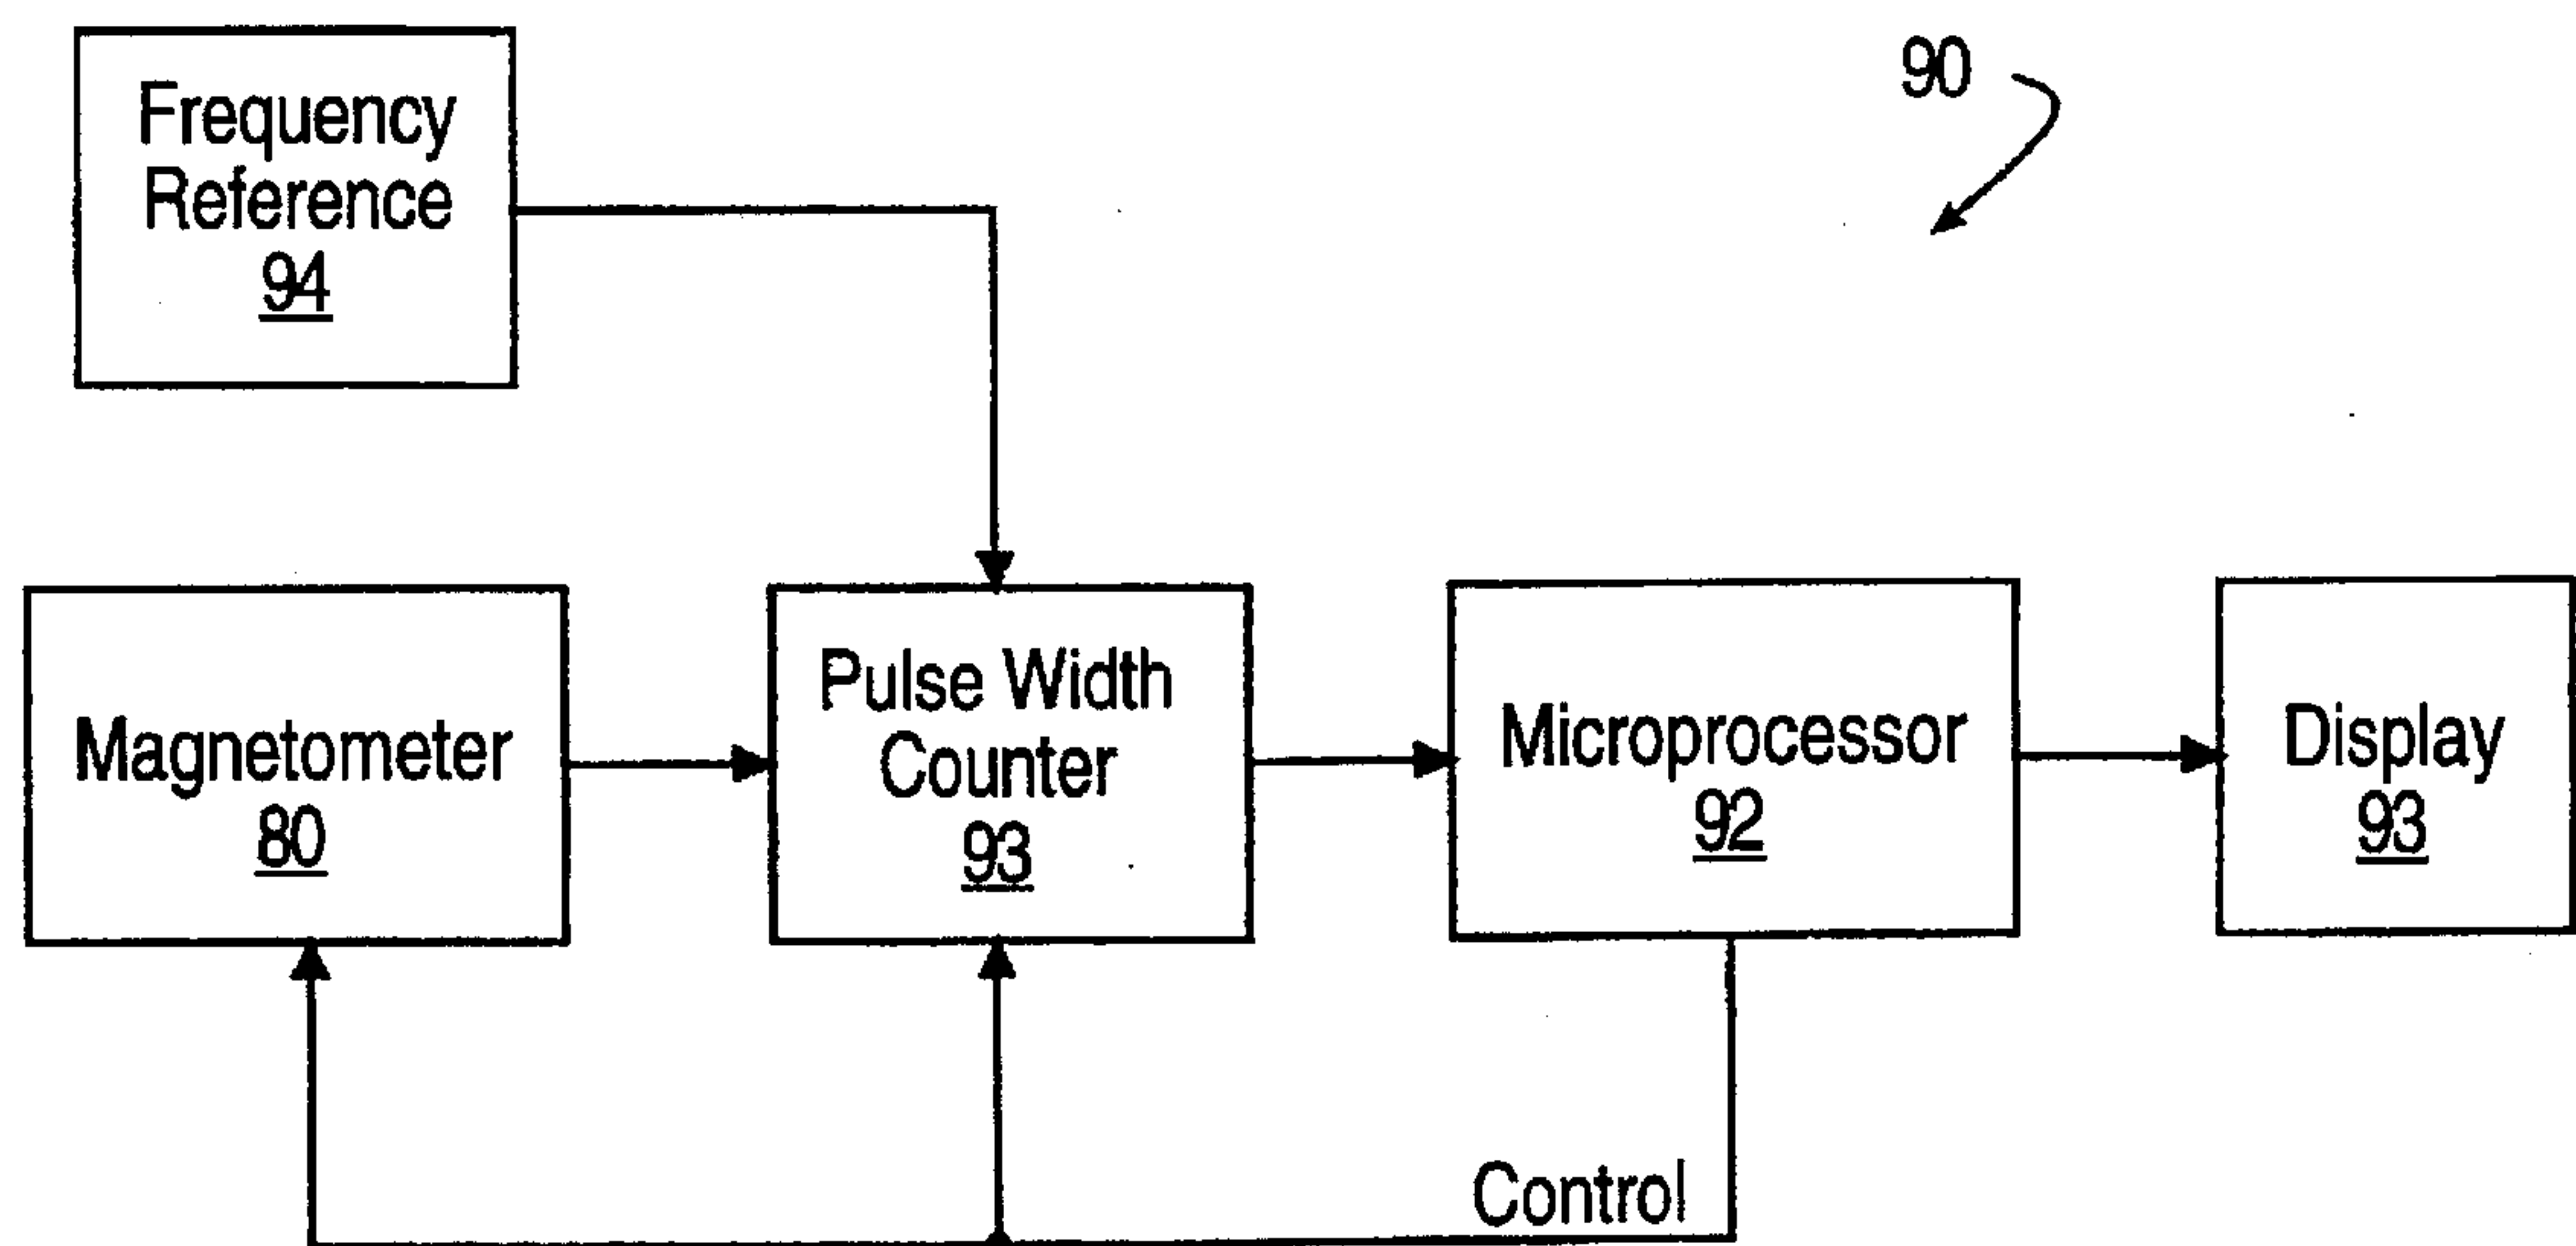 Frequency
Reference
94
90
Magnetometer
80
Pulse Width
Counter
93
Microprocessor
92
Display
93
Control